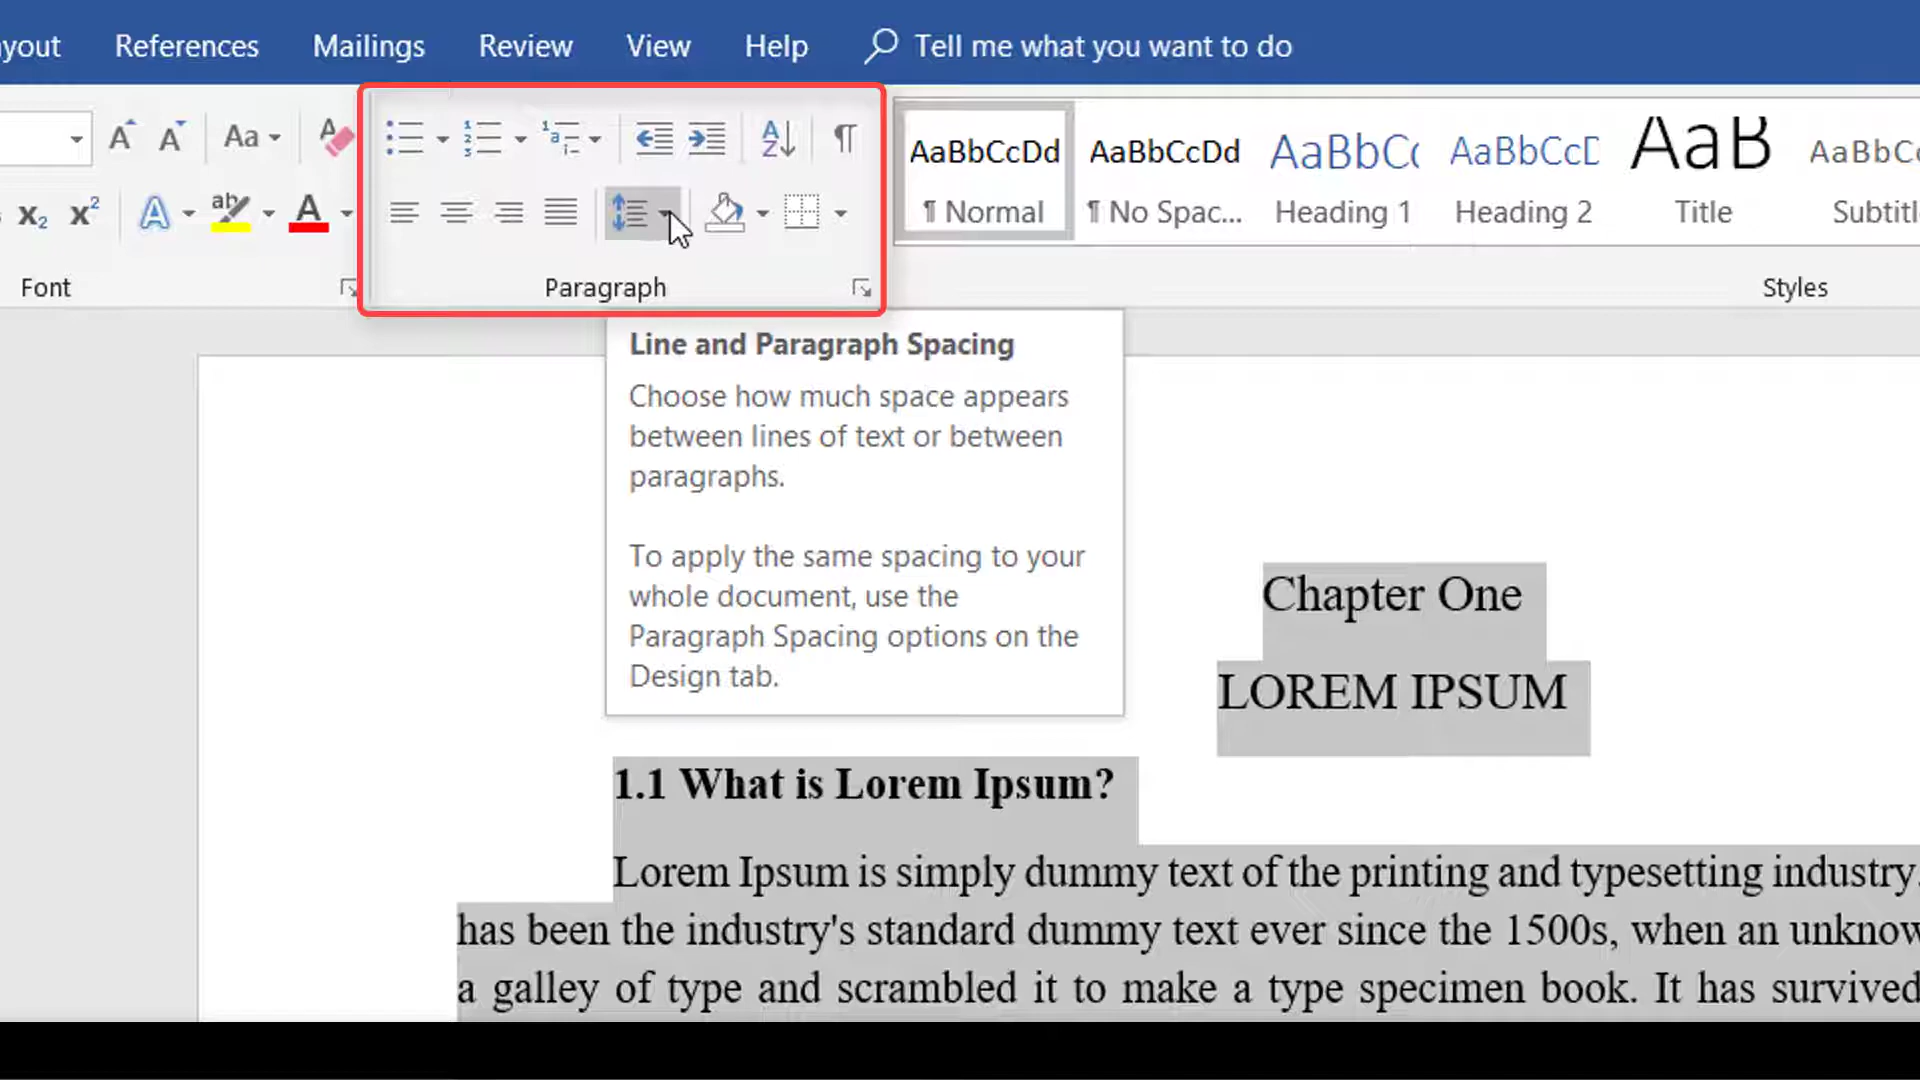 yout References Mailings Review View Help Tell me what you want to do
Aa
AaBbCcDd AaBbCcDd AaBbC AaBbCcD AaB AaBbCc
¶ Normal ¶ No Spac... Heading 1 Heading 2 Title Subtitl
Font Paragraph Styles
Line and Paragraph Spacing
Choose how much space appears
between lines of text or between
paragraphs.
To apply the same spacing to your
whole document, use the
Paragraph Spacing options on the
Design tab.
Chapter One
LOREM IPSUM
1.1 What is Lorem Ipsum?
Lorem Ipsum is simply dummy text of the printing and typesetting industry.
has been the industry's standard dummy text ever since the 1500s, when an unknow
a galley of type and scrambled it to make a type specimen book. It has survived